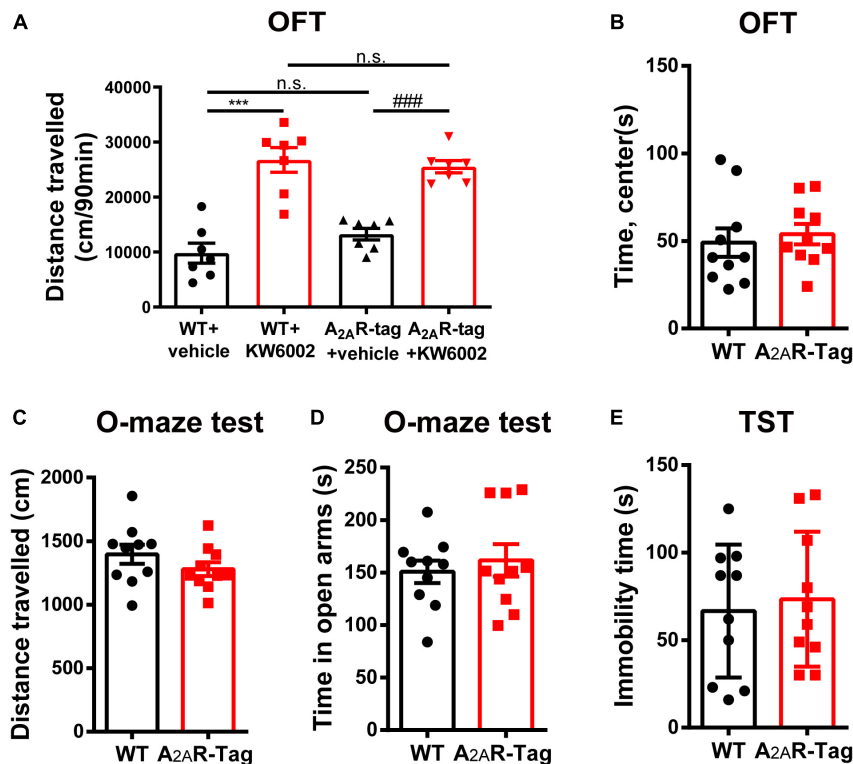 A
OFT
Distance travelled
(cm/90min)
40000
30000
20000
10000
0
n.s.
n.s.
***
###
WT+
vehicle
WT+
KW6002
A2AR-tag
+vehicle
A2AR-tag
+KW6002
B
OFT
Time, center(s)
150
100
50
0
WT
A2AR-Tag
C
O-maze test
Distance travelled (cm)
2000
1500
1000
500
0
WT
A2AR-Tag
D
O-maze test
Time in open arms (s)
250
200
150
100
50
0
WT
A2AR-Tag
E
TST
Immobility time (s)
150
100
50
0
WT
A2AR-Tag